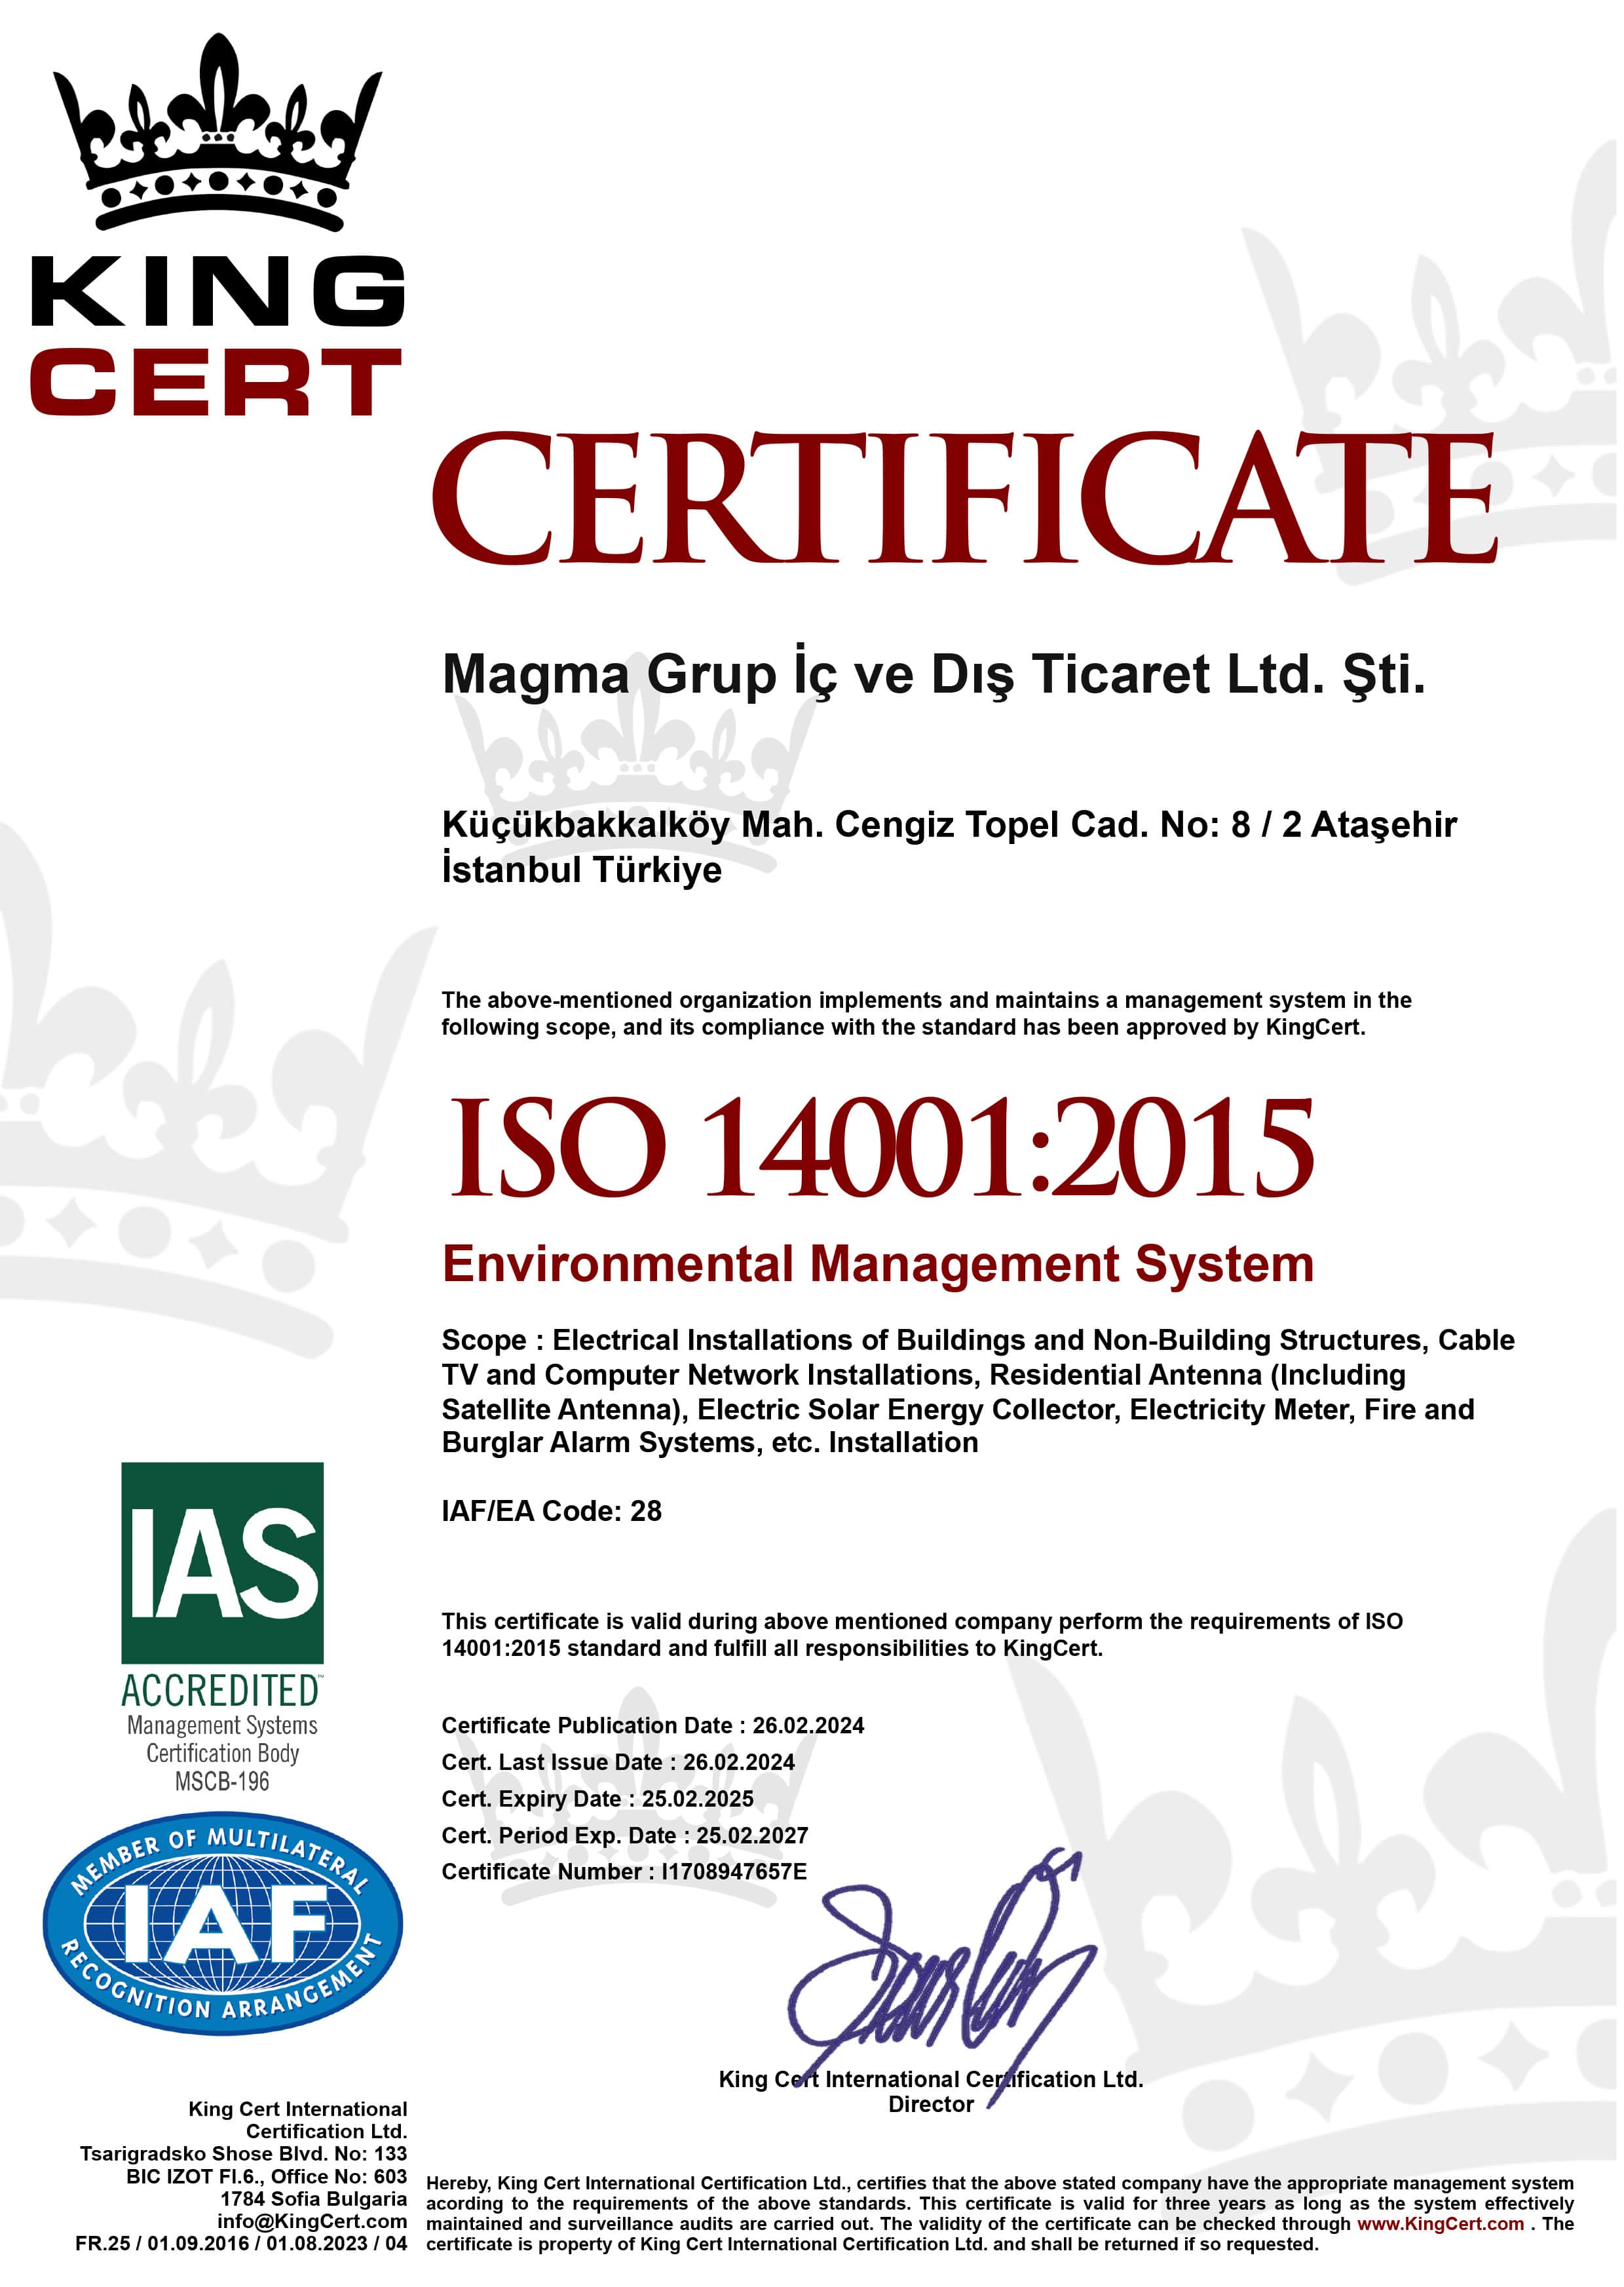 KING
CERT
CERTIFICATE
Magma Grup İç ve Dış Ticaret Ltd. Şti.
Küçükbakkalköy Mah. Cengiz Topel Cad. No: 8 / 2 Ataşehir
İstanbul Türkiye
The above-mentioned organization implements and maintains a management system in the
following scope, and its compliance with the standard has been approved by KingCert.
ISO 14001:2015
Environmental Management System
Scope : Electrical Installations of Buildings and Non-Building Structures, Cable
TV and Computer Network Installations, Residential Antenna (Including
Satellite Antenna), Electric Solar Energy Collector, Electricity Meter, Fire and
Burglar Alarm Systems, etc. Installation
IAF/EA Code: 28
This certificate is valid during above mentioned company perform the requirements of ISO
14001:2015 standard and fulfill all responsibilities to KingCert.
Certificate Publication Date : 26.02.2024
Cert. Last Issue Date : 26.02.2024
Cert. Expiry Date : 25.02.2025
Cert. Period Exp. Date : 25.02.2027
Certificate Number : I1708947657E
IAS
ACCREDITED™
Management Systems
Certification Body
MSCB-196
MEMBER OF MULTILATERAL
IAF
RECOGNITION ARRANGEMENT
King Cert International Certification Ltd.
Director
King Cert International
Certification Ltd.
Tsarigradsko Shose Blvd. No: 133
BIC IZOT Fl.6., Office No: 603
1784 Sofia Bulgaria
info@KingCert.com
FR.25 / 01.09.2016 / 01.08.2023 / 04
Hereby, King Cert International Certification Ltd., certifies that the above stated company have the appropriate management system
acording to the requirements of the above standards. This certificate is valid for three years as long as the system effectively
maintained and surveillance audits are carried out. The validity of the certificate can be checked through www.KingCert.com . The
certificate is property of King Cert International Certification Ltd. and shall be returned if so requested.